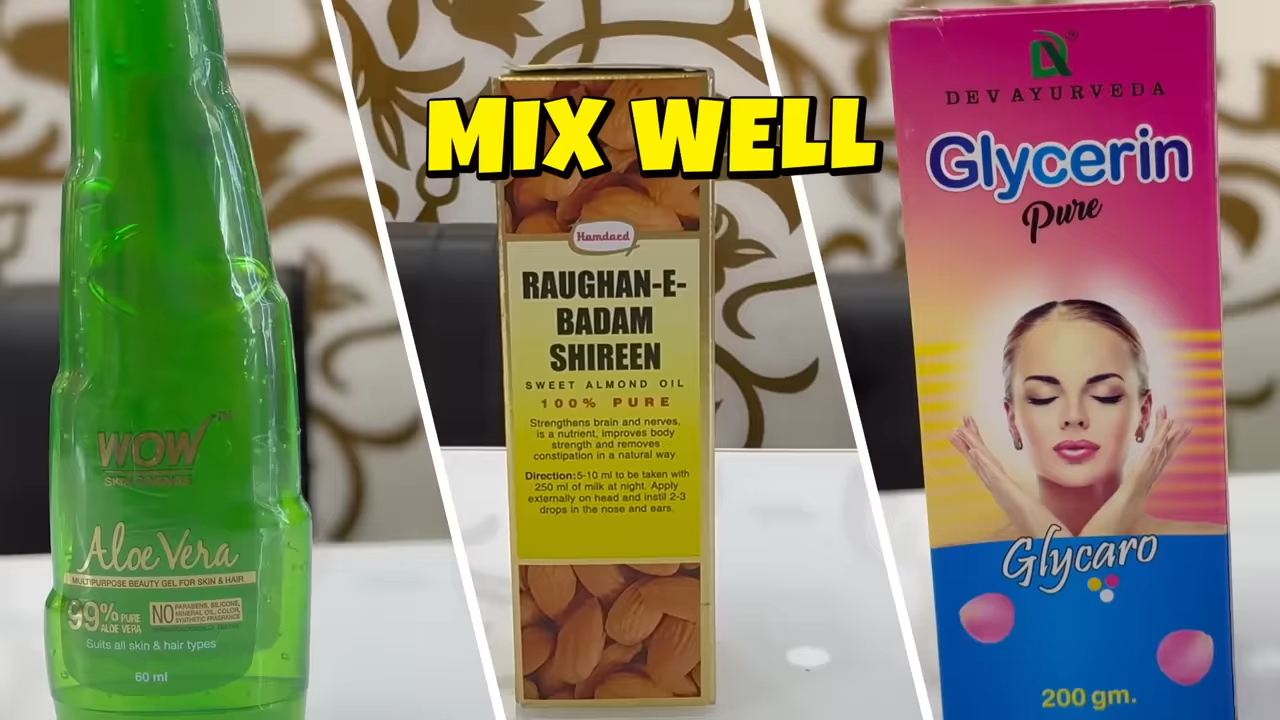 MIX WELL
WOW
SKIN SCIENCE
Aloe Vera
MULTIPURPOSE BEAUTY GEL FOR SKIN & HAIR
99% PURE
ALOE VERA
NO PARABENS, SILICONE,
MINERAL OIL, COLOR,
SYNTHETIC FRAGRANCE
Suits all skin & hair types
60 ml
Hamdard
RAUGHAN-E-
BADAM
SHIREEN
SWEET ALMOND OIL
100% PURE
Strengthens brain and nerves,
is a nutrient, improves body
strength and removes
constipation in a natural way
Direction:5-10 ml to be taken with
250 ml of milk at night. Apply
externally on head and instil 2-3
drops in the nose and ears.
DEV AYURVEDA
Glycerin
Pure
Glycaro
200 gm.